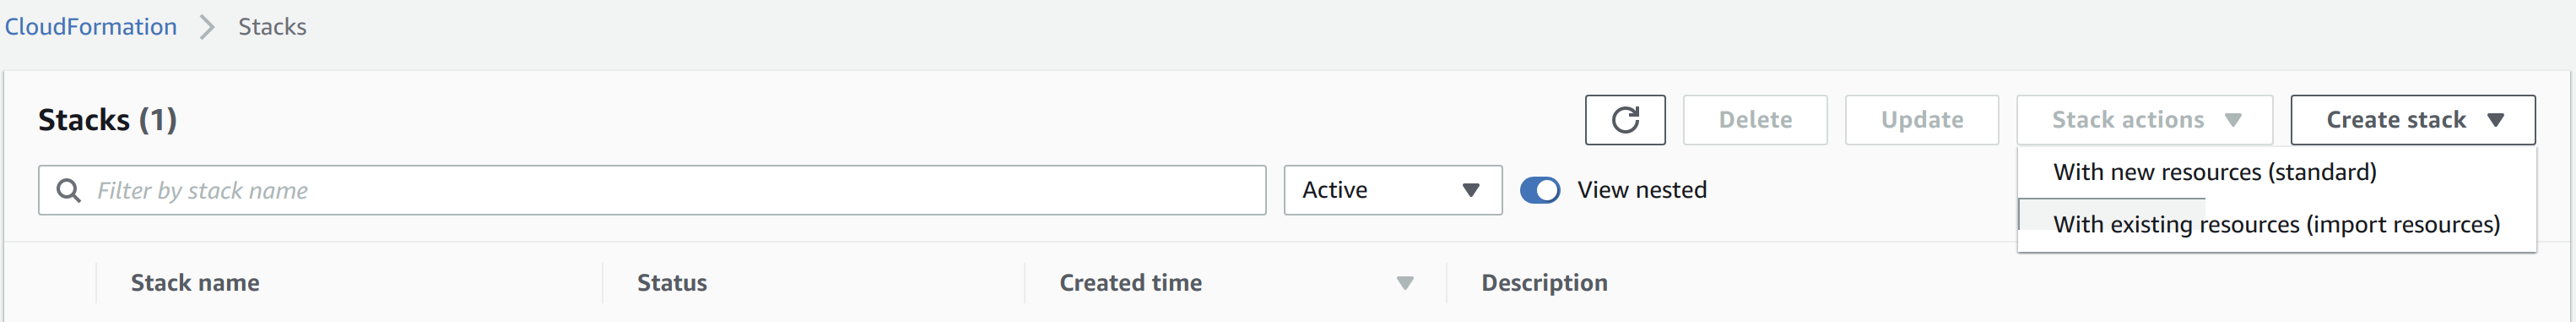 CloudFormation > Stacks
Stacks (1)
Delete
Update
Stack actions
Create stack
With new resources (standard)
With existing resources (import resources)
Filter by stack name
Active
View nested
Stack name
Status
Created time
Description